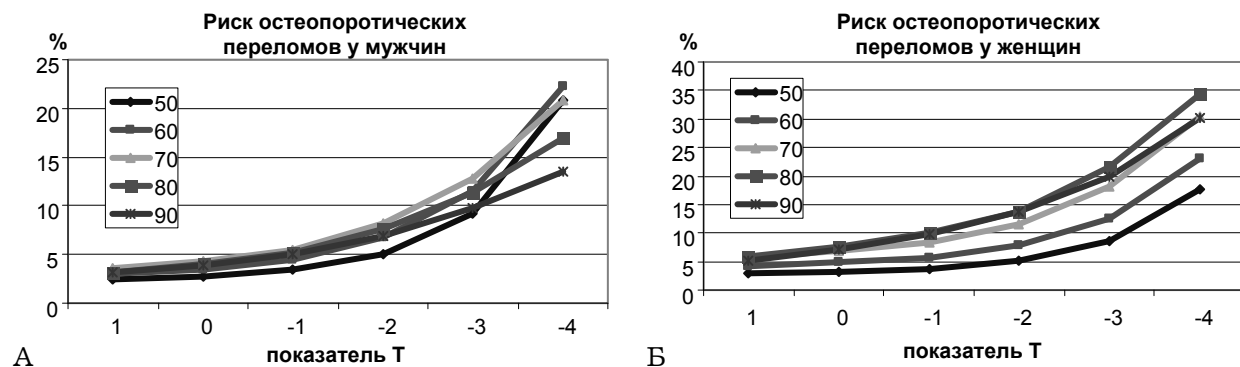 Риск остеопоротических
переломов у мужчин
%
25
20
15
10
5
0
50
60
70
80
90
1 0 -1 -2 -3 -4
показатель Т
А
Риск остеопоротических
переломов у женщин
%
40
35
30
25
20
15
10
5
0
50
60
70
80
90
1 0 -1 -2 -3 -4
показатель Т
Б